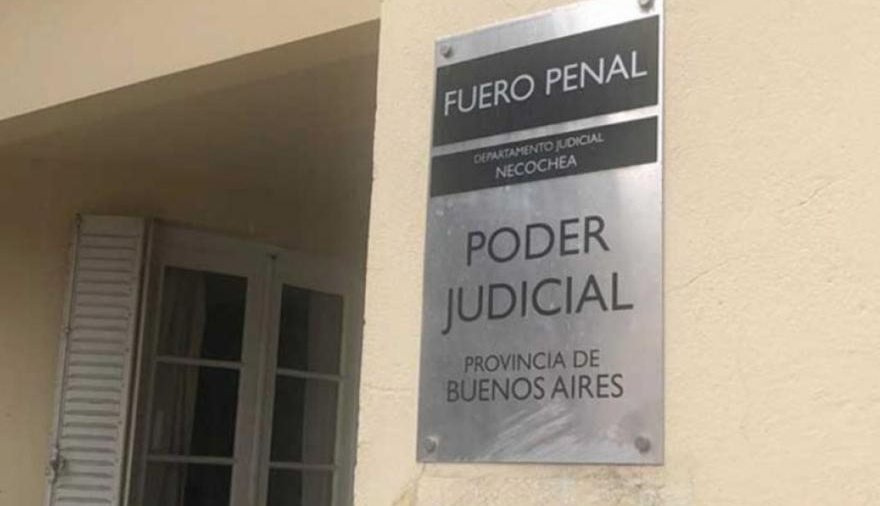 FUERO PENAL
DEPARTAMENTO JUDICIAL
NECOCHEA
PODER
JUDICIAL
PROVINCIA DE
BUENOS AIRES